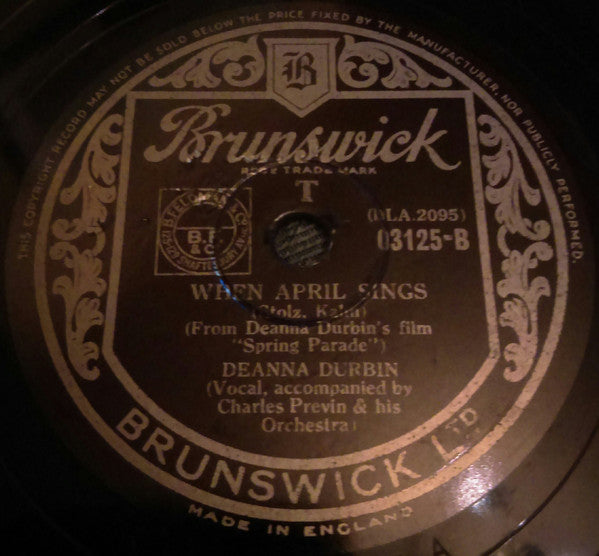 THIS COPYRIGHT RECORD MAY NOT BE SOLD BELOW THE PRICE FIXED BY THE MANUFACTURER, NOR PUBLICLY PERFORMED.
B
Brunswick
REGD TRADE MARK
T
B. FELDMAN & CO.
B.F.
& C
(DLA.2095)
03125-B
WHEN APRIL SINGS
(Stolz, Kahn)
(From Deanna Durbin's film
"Spring Parade")
DEANNA DURBIN
(Vocal, accompanied by
Charles Previn & his
Orchestra)
BRUNSWICK LTD
MADE IN ENGLAND